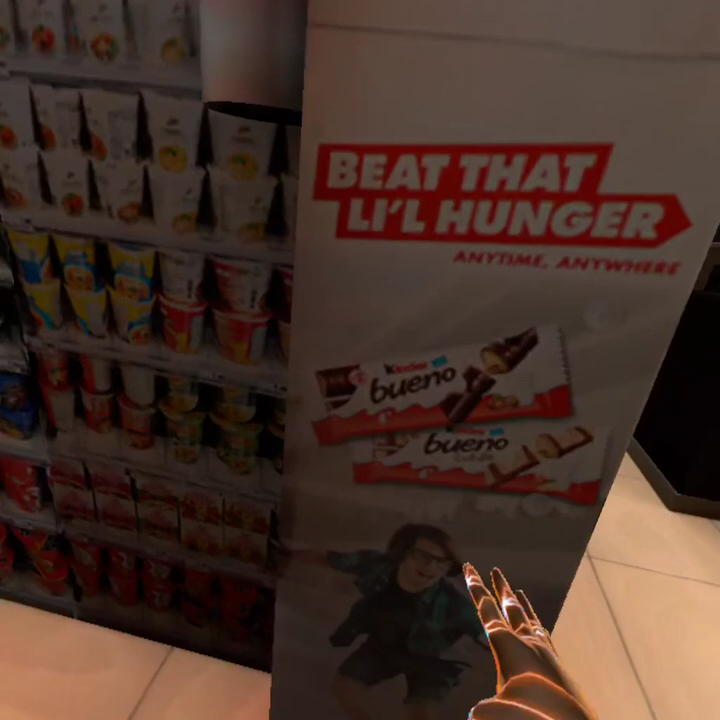 BEAT THAT
LI'L HUNGER
ANYTIME, ANYWHERE
Kinder
bueno
bueno